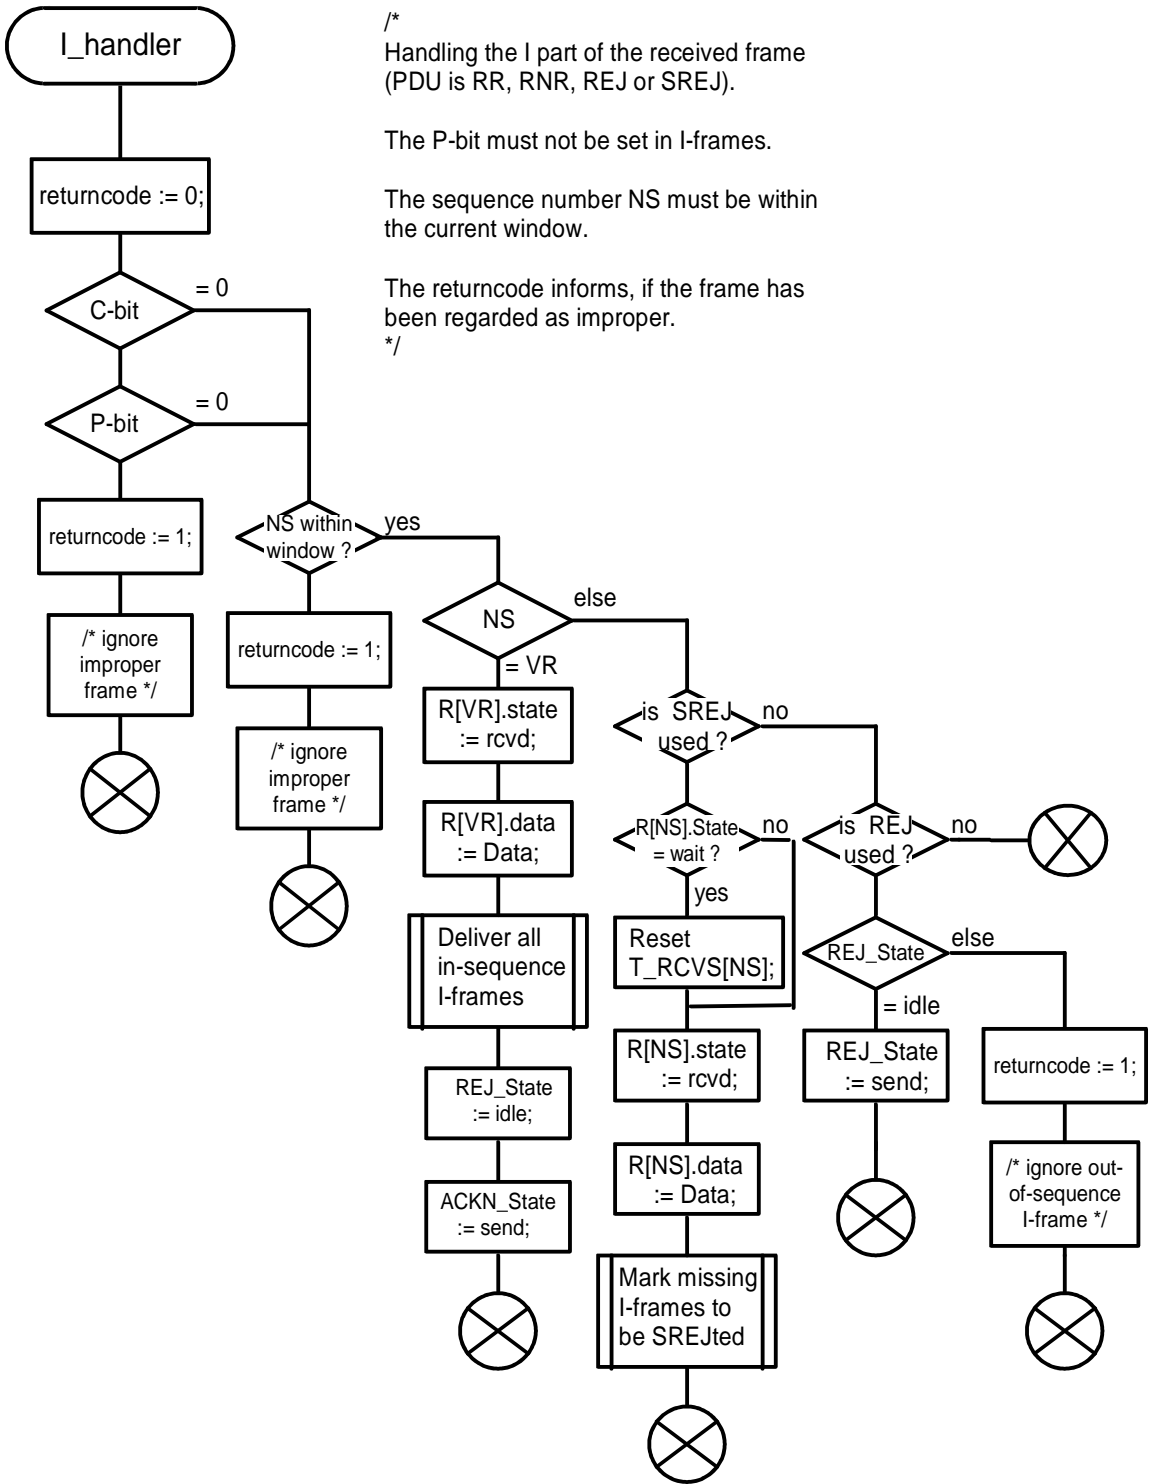 I_handler
/*
Handling the I part of the received frame
(PDU is RR, RNR, REJ or SREJ).
The P-bit must not be set in I-frames.
The sequence number NS must be within
the current window.
The returncode informs, if the frame has
been regarded as improper.
*/
returncode := 0;
C-bit
= 0
P-bit
= 0
returncode := 1;
/* ignore
improper
frame */
NS within
window ?
yes
returncode := 1;
/* ignore
improper
frame */
NS
else
= VR
R[VR].state
:= rcvd;
R[VR].data
:= Data;
Deliver all
in-sequence
I-frames
REJ_State
:= idle;
ACKN_State
:= send;
is SREJ
used ?
no
R[NS].State
= wait ?
no
yes
Reset
T_RCVS[NS];
R[NS].state
:= rcvd;
R[NS].data
:= Data;
Mark missing
I-frames to
be SREJted
is REJ
used ?
no
REJ_State
else
= idle
REJ_State
:= send;
returncode := 1;
/* ignore out-
of-sequence
I-frame */